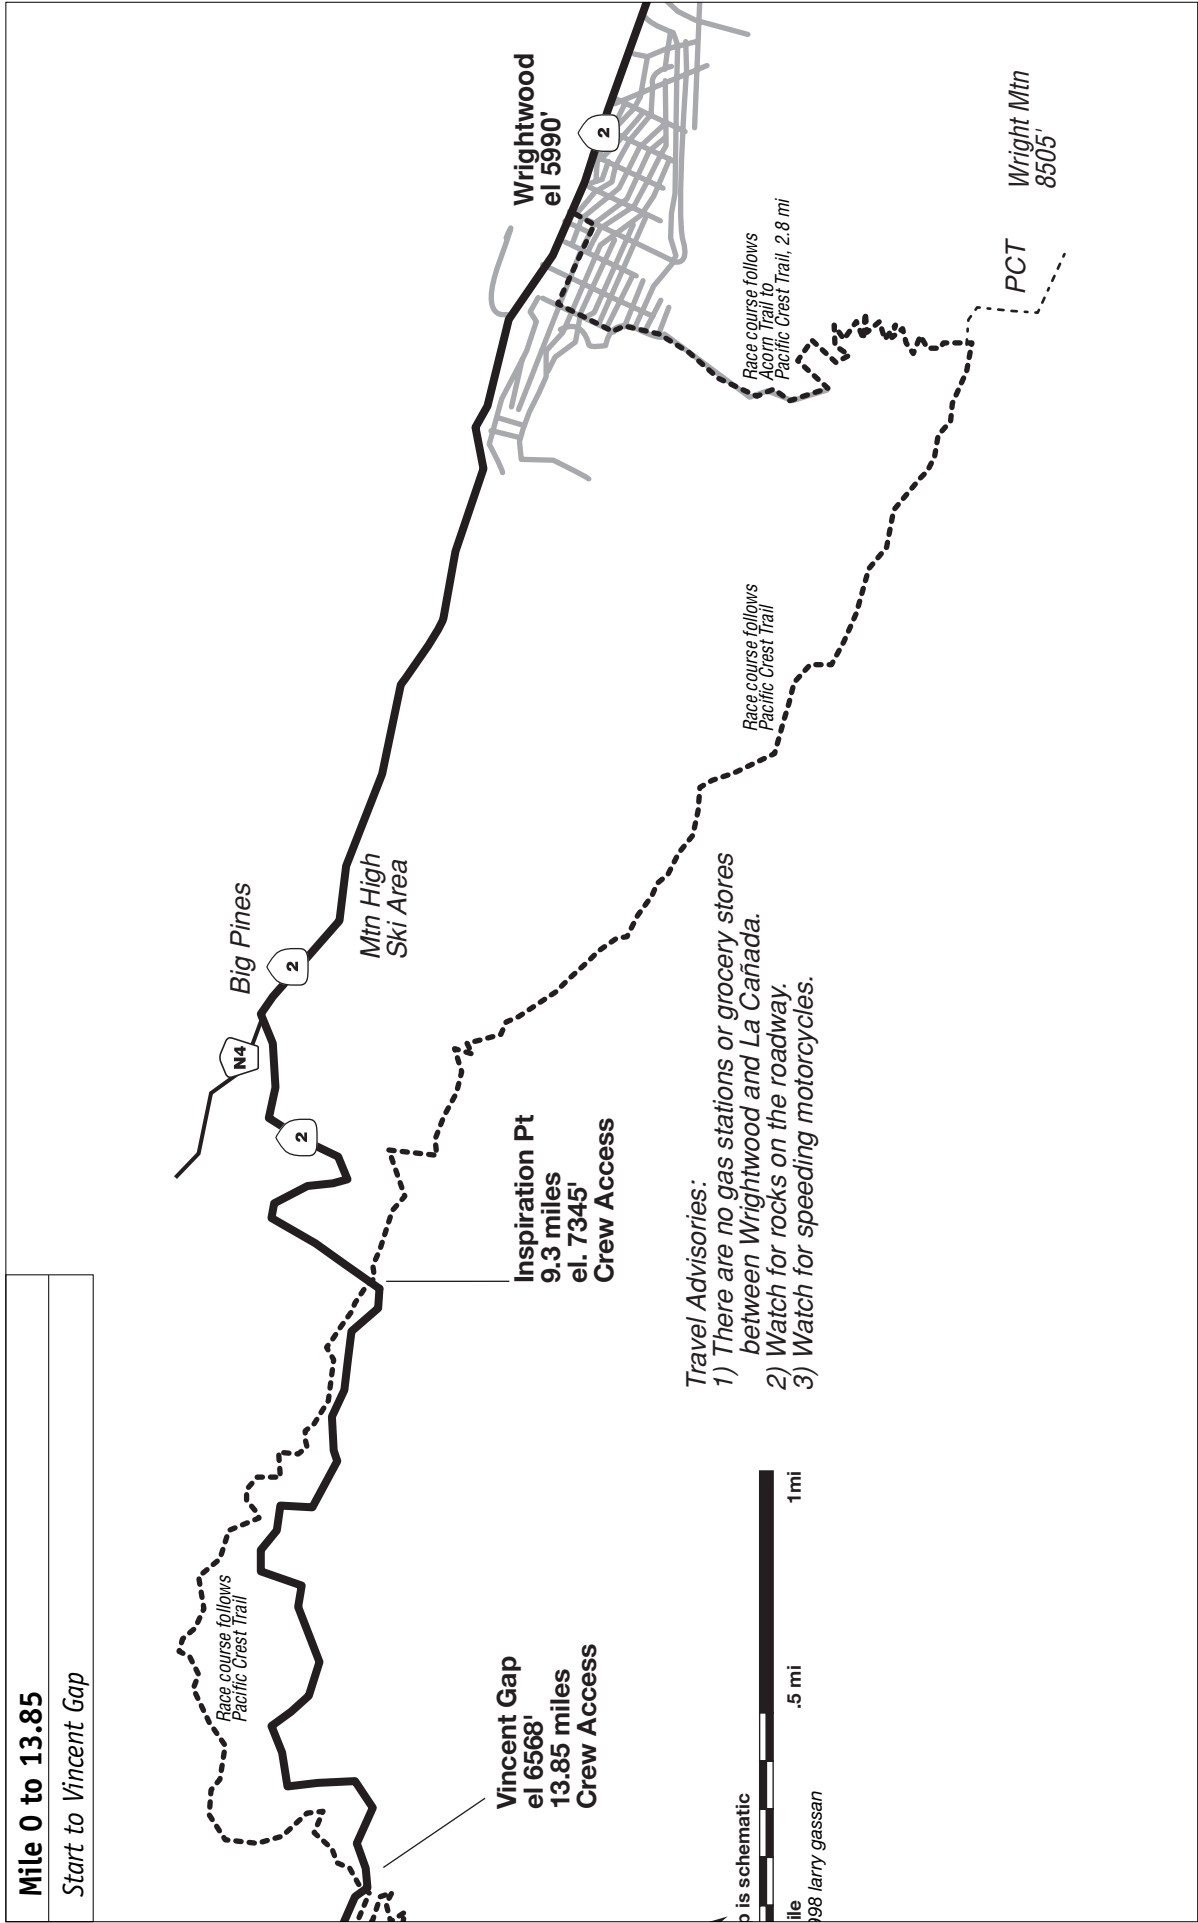 Mile 0 to 13.85
Start to Vincent Gap
Big Pines
N4
2
2
Mtn High
Ski Area
Wrightwood
el 5990'
2
Race course follows
Acorn Trail to
Pacific Crest Trail, 2.8 mi
PCT
Wright Mtn
8505'
Race course follows
Pacific Crest Trail
Inspiration Pt
9.3 miles
el. 7345'
Crew Access
Race course follows
Pacific Crest Trail
Vincent Gap
el 6568'
13.85 miles
Crew Access
Travel Advisories:
1) There are no gas stations or grocery stores
between Wrightwood and La Cañada.
2) Watch for rocks on the roadway.
3) Watch for speeding motorcycles.
is schematic
.5 mi
1mi
ile
98 larry gassan